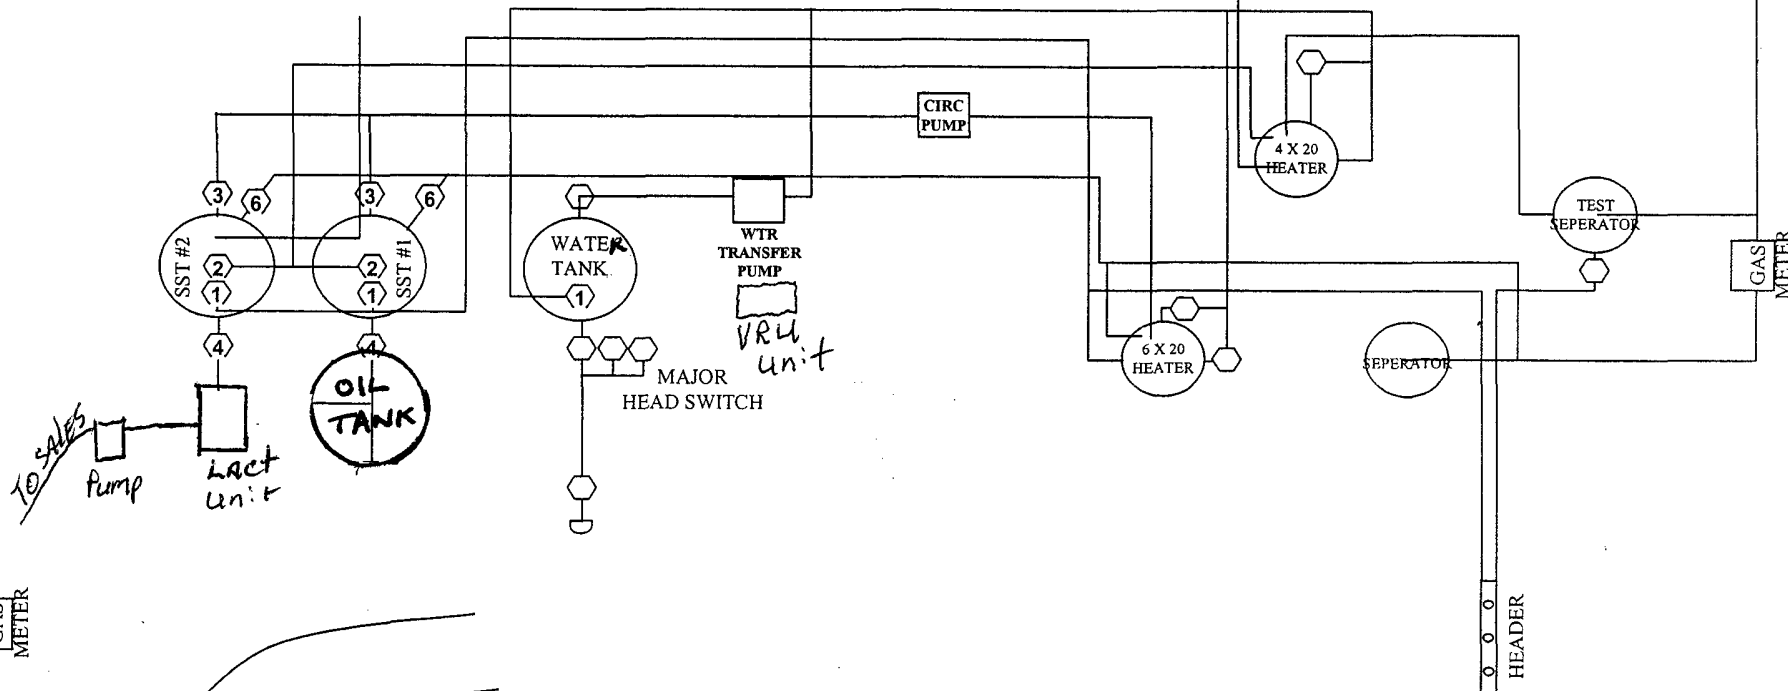 CIRC
PUMP
4 X 20
HEATER
3
6
3
6
TEST
SEPERATOR
SST #2
2
1
2
1
SST #1
WATER
TANK
1
WTR
TRANSFER
PUMP
VRU
unit
GAS
METER
4
4
6 X 20
HEATER
SEPERATOR
MAJOR
HEAD SWITCH
OIL
TANK
TO SALES
Pump
LACT
unit
GAS
METER
HEADER